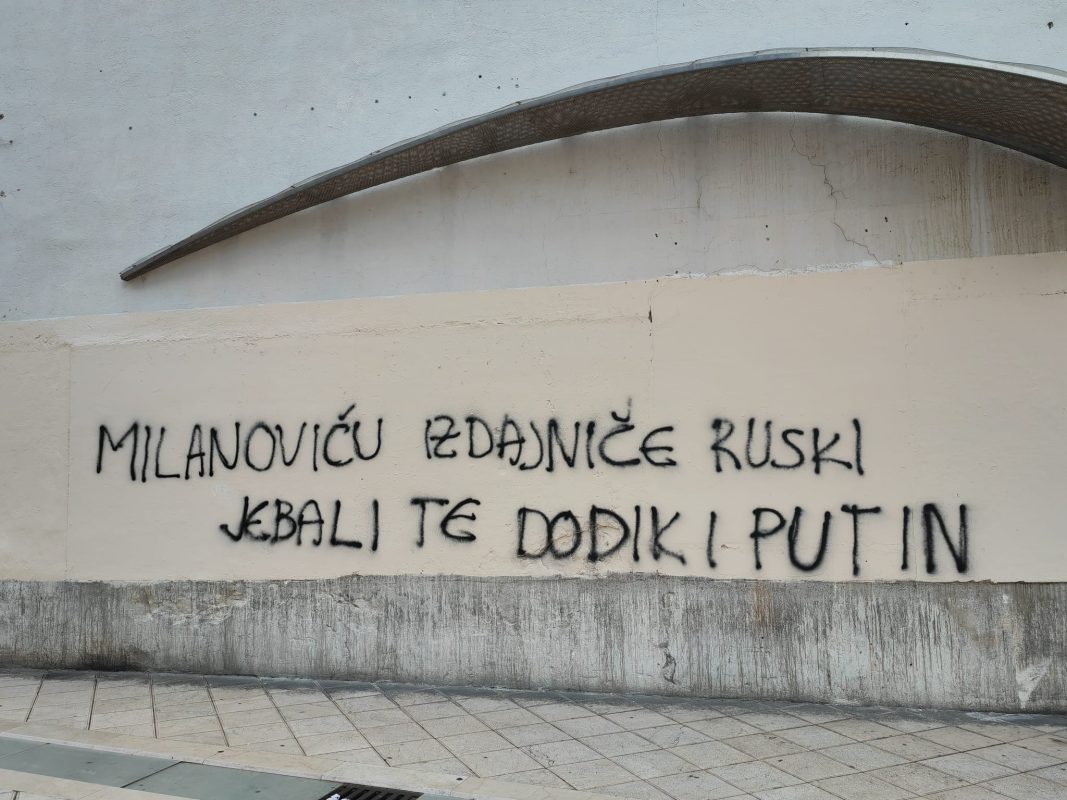 MILANOVIĆU IZDAJNIČE RUSKI
JEBALI TE DODIK I PUTIN